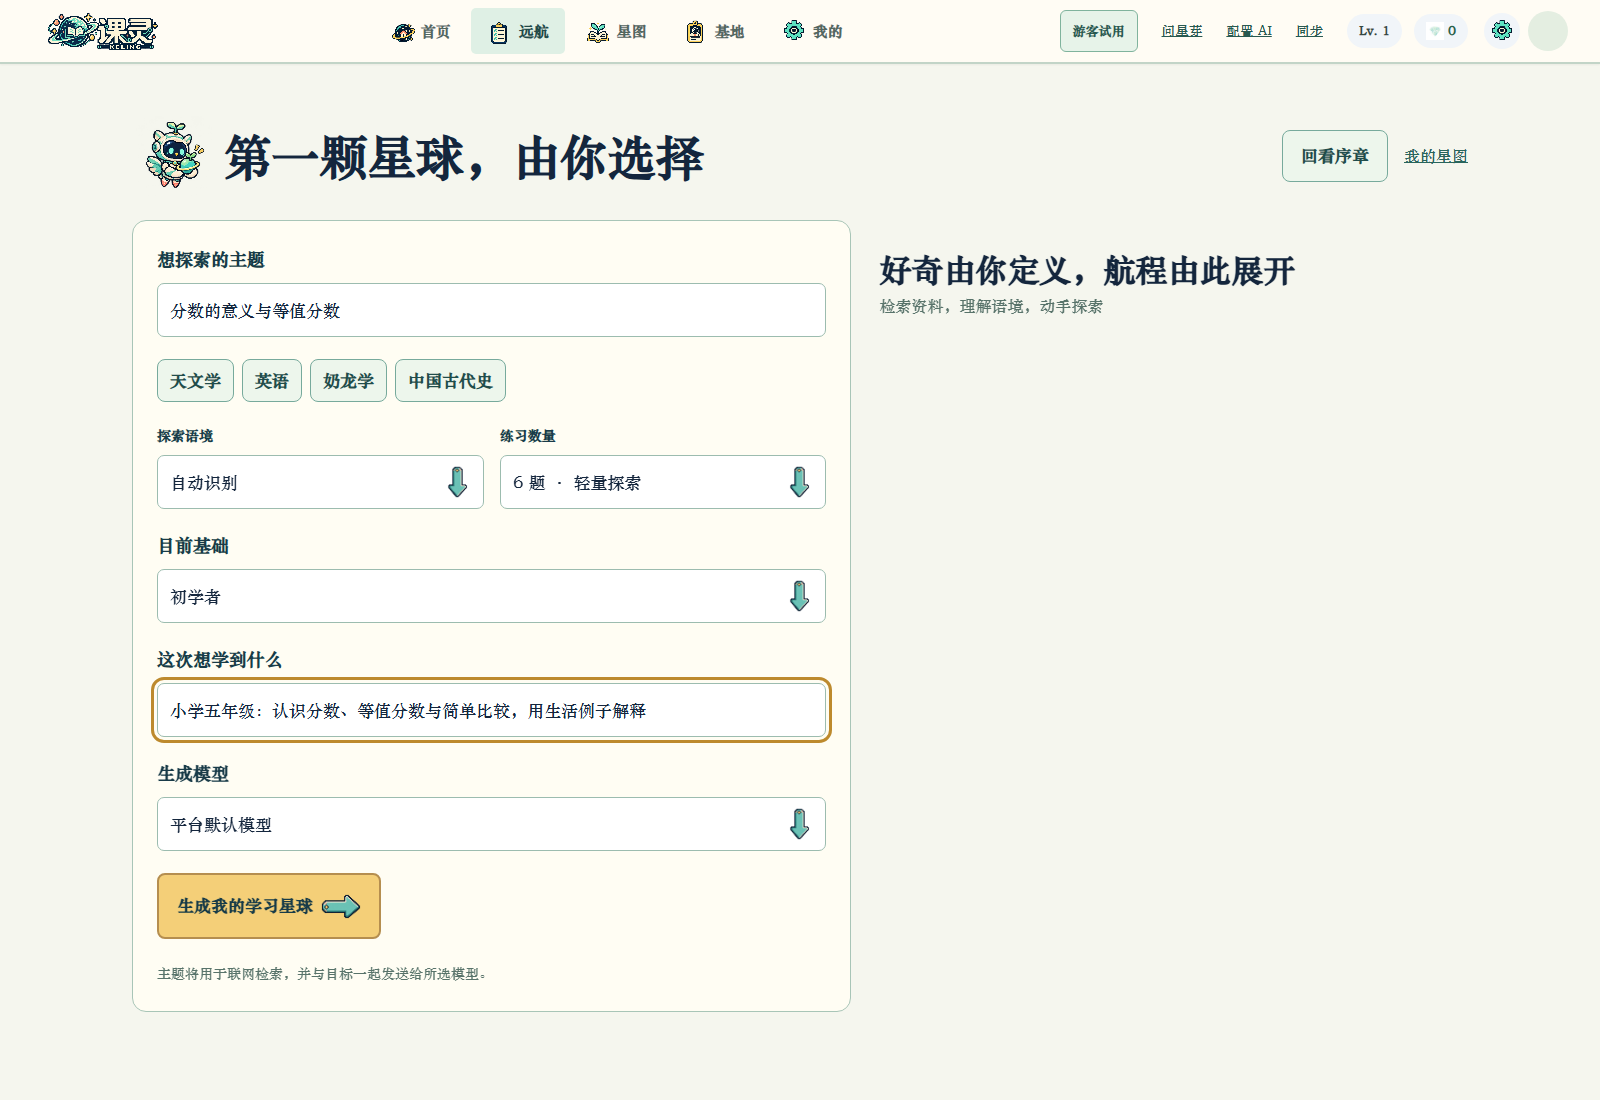 课灵
KELING
首页
远航
星图
基地
我的
游客试用
问星芽
配置 AI
同步
Lv. 1
0
第一颗星球，由你选择
回看序章
我的星图
想探索的主题
分数的意义与等值分数
天文学
英语
奶龙学
中国古代史
探索语境
练习数量
自动识别
6 题 · 轻量探索
目前基础
初学者
这次想学到什么
小学五年级：认识分数、等值分数与简单比较，用生活例子解释
生成模型
平台默认模型
生成我的学习星球
主题将用于联网检索，并与目标一起发送给所选模型。
好奇由你定义，航程由此展开
检索资料，理解语境，动手探索